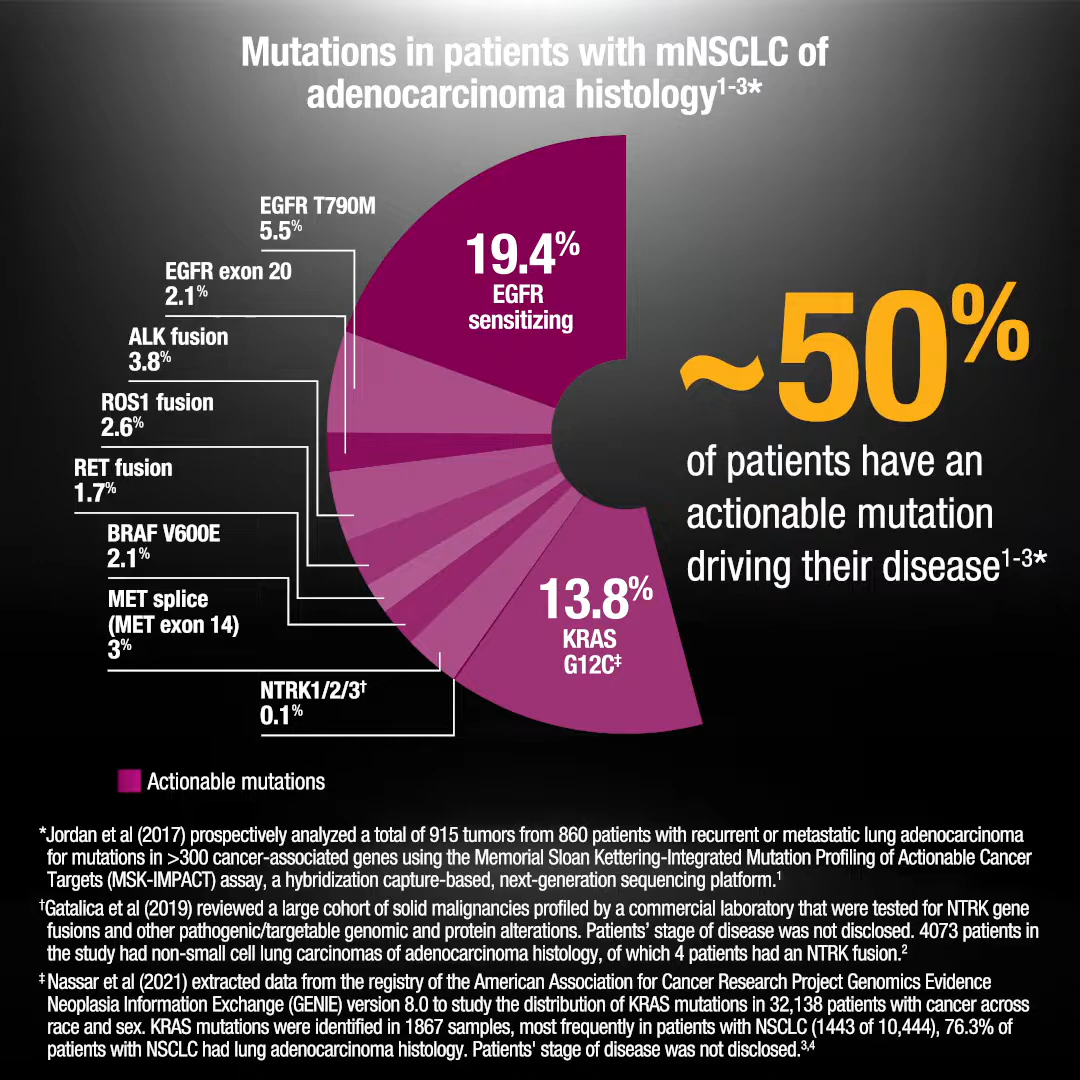 Mutations in patients with mNSCLC of
adenocarcinoma histology1-3*
EGFR T790M
5.5%
EGFR exon 20
2.1%
ALK fusion
3.8%
ROS1 fusion
2.6%
RET fusion
1.7%
BRAF V600E
2.1%
MET splice
(MET exon 14)
3%
NTRK1/2/3†
0.1%
19.4%
EGFR
sensitizing
13.8%
KRAS
G12C‡
~50%
of patients have an
actionable mutation
driving their disease1-3*
Actionable mutations
*Jordan et al (2017) prospectively analyzed a total of 915 tumors from 860 patients with recurrent or metastatic lung adenocarcinoma
for mutations in >300 cancer-associated genes using the Memorial Sloan Kettering-Integrated Mutation Profiling of Actionable Cancer
Targets (MSK-IMPACT) assay, a hybridization capture-based, next-generation sequencing platform.1
†Gatalica et al (2019) reviewed a large cohort of solid malignancies profiled by a commercial laboratory that were tested for NTRK gene
fusions and other pathogenic/targetable genomic and protein alterations. Patients’ stage of disease was not disclosed. 4073 patients in
the study had non-small cell lung carcinomas of adenocarcinoma histology, of which 4 patients had an NTRK fusion.2
‡Nassar et al (2021) extracted data from the registry of the American Association for Cancer Research Project Genomics Evidence
Neoplasia Information Exchange (GENIE) version 8.0 to study the distribution of KRAS mutations in 32,138 patients with cancer across
race and sex. KRAS mutations were identified in 1867 samples, most frequently in patients with NSCLC (1443 of 10,444), 76.3% of
patients with NSCLC had lung adenocarcinoma histology. Patients' stage of disease was not disclosed.3,4